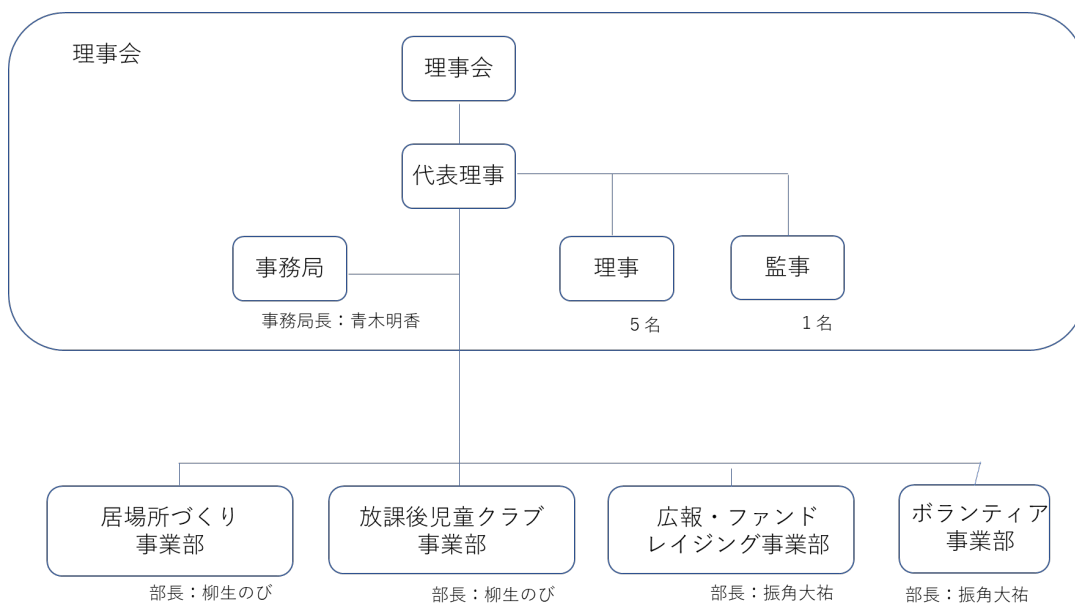 理事会
理事会
代表理事
事務局
理事
監事
事務局長：青木明香
5名
1名
居場所づくり
事業部
放課後児童クラブ
事業部
広報・ファンド
レイジング事業部
ボランティア
事業部
部長：柳生のび
部長：柳生のび
部長：振角大祐
部長：振角大祐